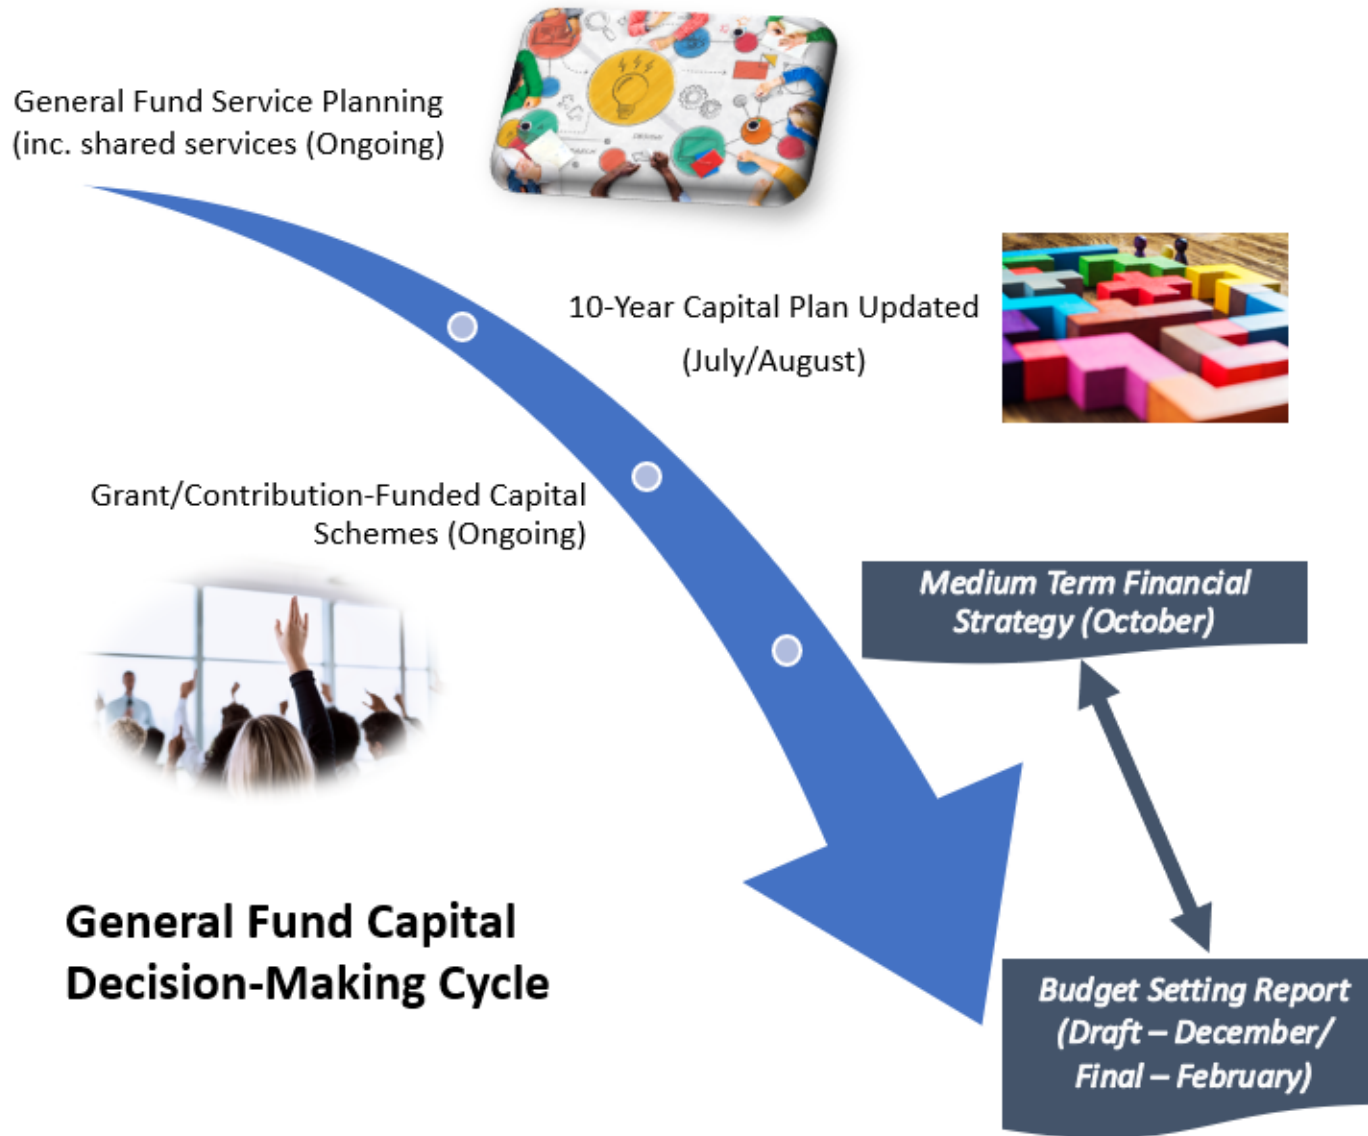 General Fund Service Planning
(inc. shared services (Ongoing)
10-Year Capital Plan Updated
(July/August)
Grant/Contribution-Funded Capital
Schemes (Ongoing)
Medium Term Financial
Strategy (October)
General Fund Capital
Decision-Making Cycle
Budget Setting Report
(Draft – December/
Final – February)